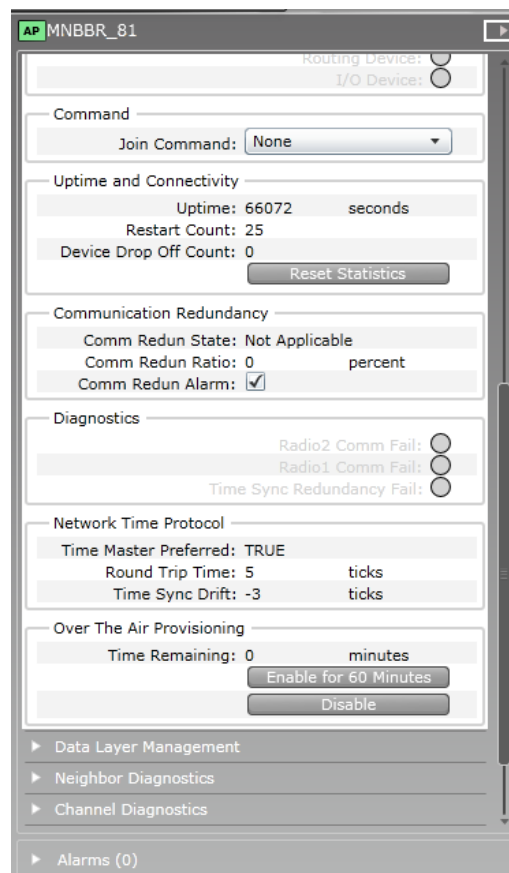 AP MNBBR_81
Routing Device:
I/O Device:
Command
Join Command: None
Uptime and Connectivity
Uptime: 66072 seconds
Restart Count: 25
Device Drop Off Count: 0
Reset Statistics
Communication Redundancy
Comm Redun State: Not Applicable
Comm Redun Ratio: 0 percent
Comm Redun Alarm:
Diagnostics
Radio2 Comm Fail:
Radio1 Comm Fail:
Time Sync Redundancy Fail:
Network Time Protocol
Time Master Preferred: TRUE
Round Trip Time: 5 ticks
Time Sync Drift: -3 ticks
Over The Air Provisioning
Time Remaining: 0 minutes
Enable for 60 Minutes
Disable
Data Layer Management
Neighbor Diagnostics
Channel Diagnostics
Alarms (0)